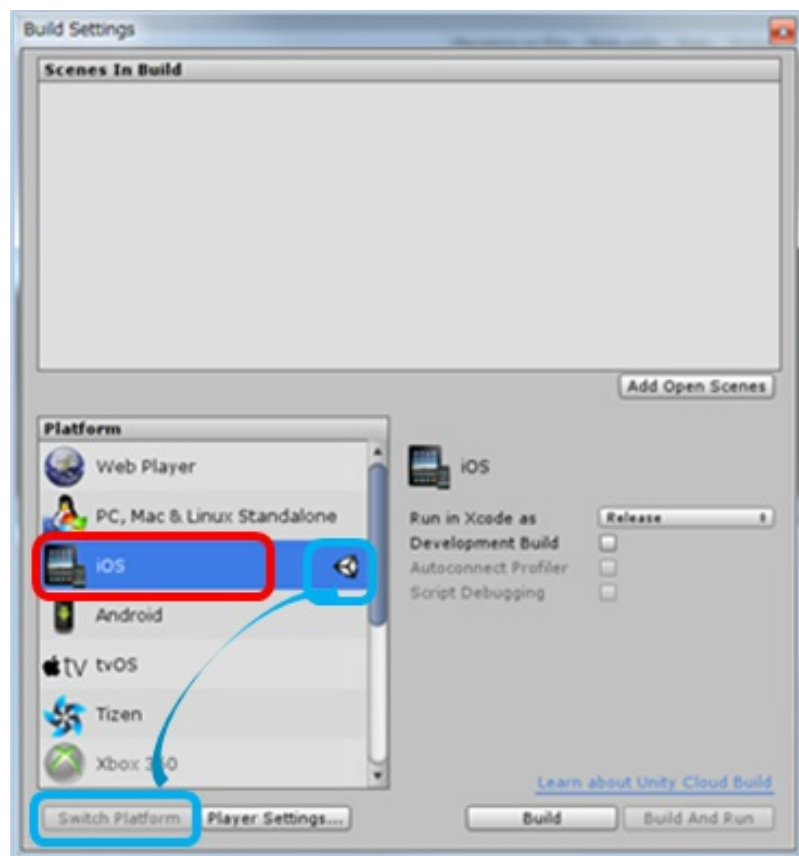 Build Settings
Scenes In Build
Add Open Scenes
Platform
Web Player
PC, Mac & Linux Standalone
iOS
Android
tv tvOS
Tizen
Xbox
iOS
Run in Xcode as Release
Development Build
Autoconnect Profiler
Script Debugging
Learn about Unity Cloud Build
Switch Platform Player Settings... Build Build And Run